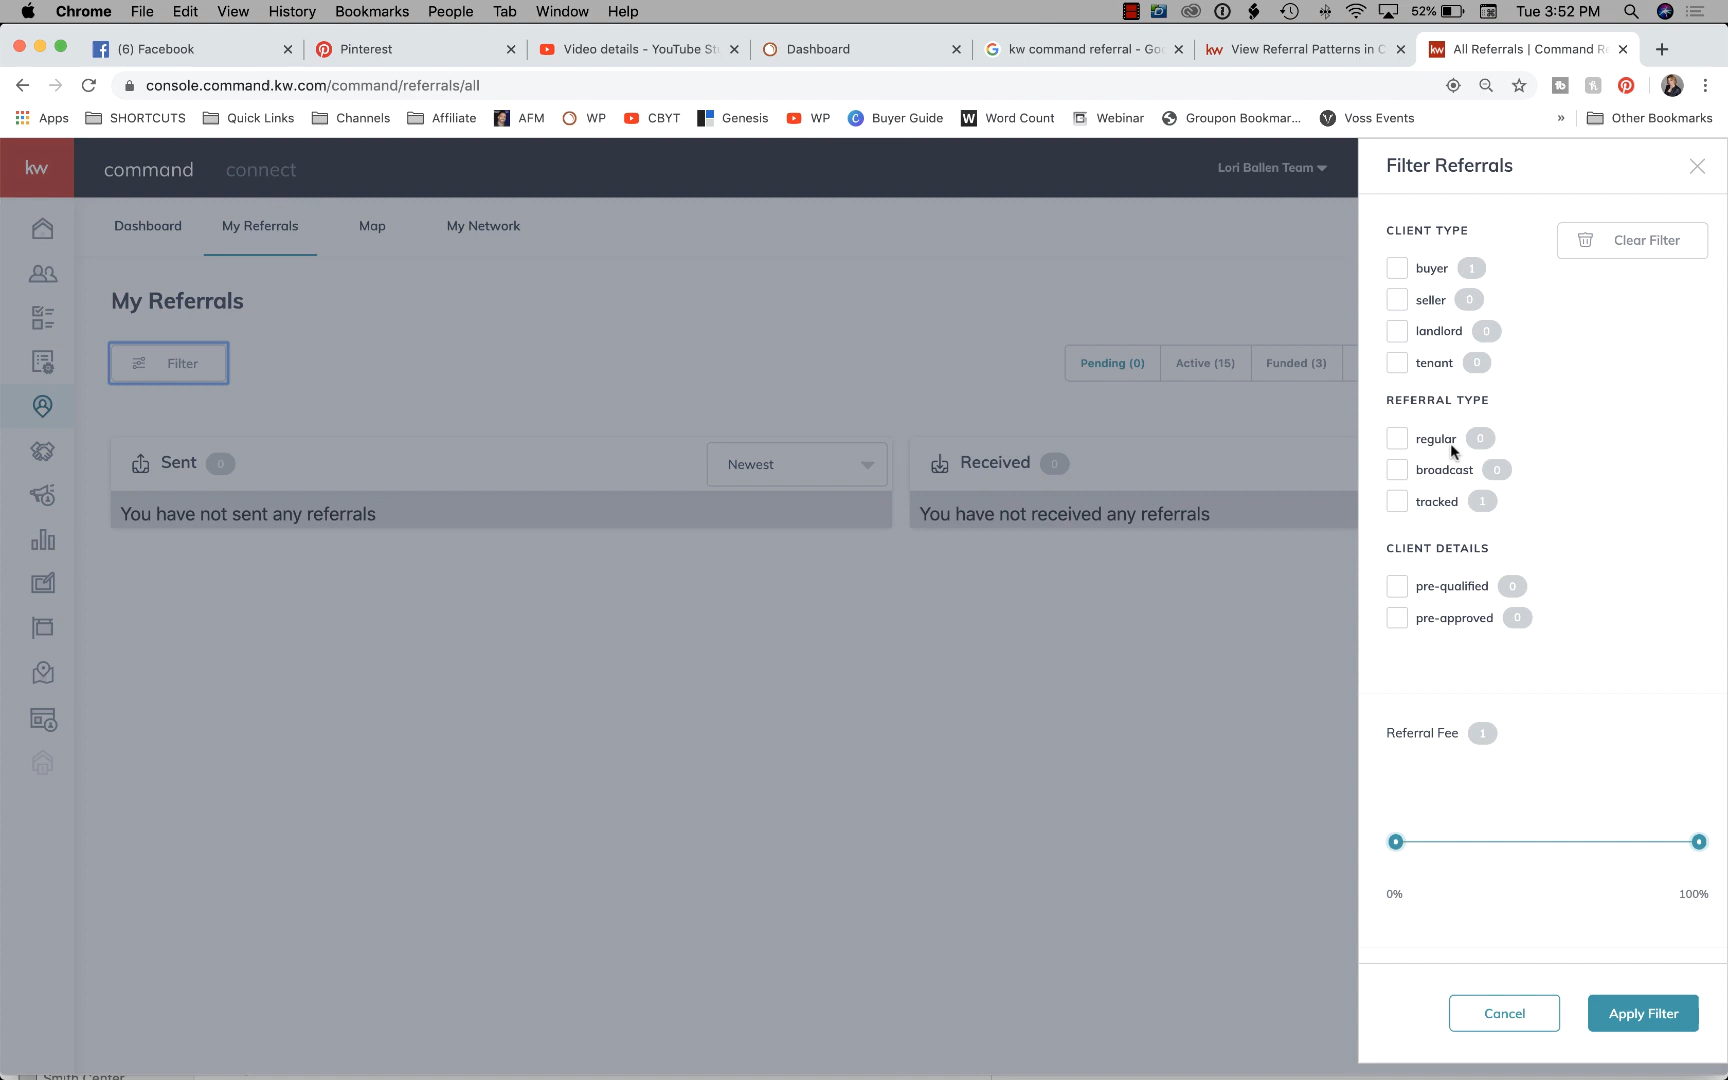 Chrome File Edit View History Bookmarks People Tab Window Help 52% Tue 3:52 PM
(6) Facebook Pinterest Video details - YouTube Stu Dashboard kw command referral - Goo kw View Referral Patterns in C kw All Referrals | Command Re
console.command.kw.com/command/referrals/all
Apps SHORTCUTS Quick Links Channels Affiliate AFM WP CBYT Genesis WP Buyer Guide Word Count Webinar Groupon Bookmar... Voss Events » Other Bookmarks
kw command connect Lori Ballen Team
Dashboard My Referrals Map My Network
My Referrals
Filter Pending (0) Active (15) Funded (3)
Sent 0 Newest Received 0
You have not sent any referrals You have not received any referrals
Filter Referrals
CLIENT TYPE Clear Filter
buyer 1
seller 0
landlord 0
tenant 0
REFERRAL TYPE
regular 0
broadcast 0
tracked 1
CLIENT DETAILS
pre-qualified 0
pre-approved 0
Referral Fee 1
0% 100%
Cancel Apply Filter
Smith Center